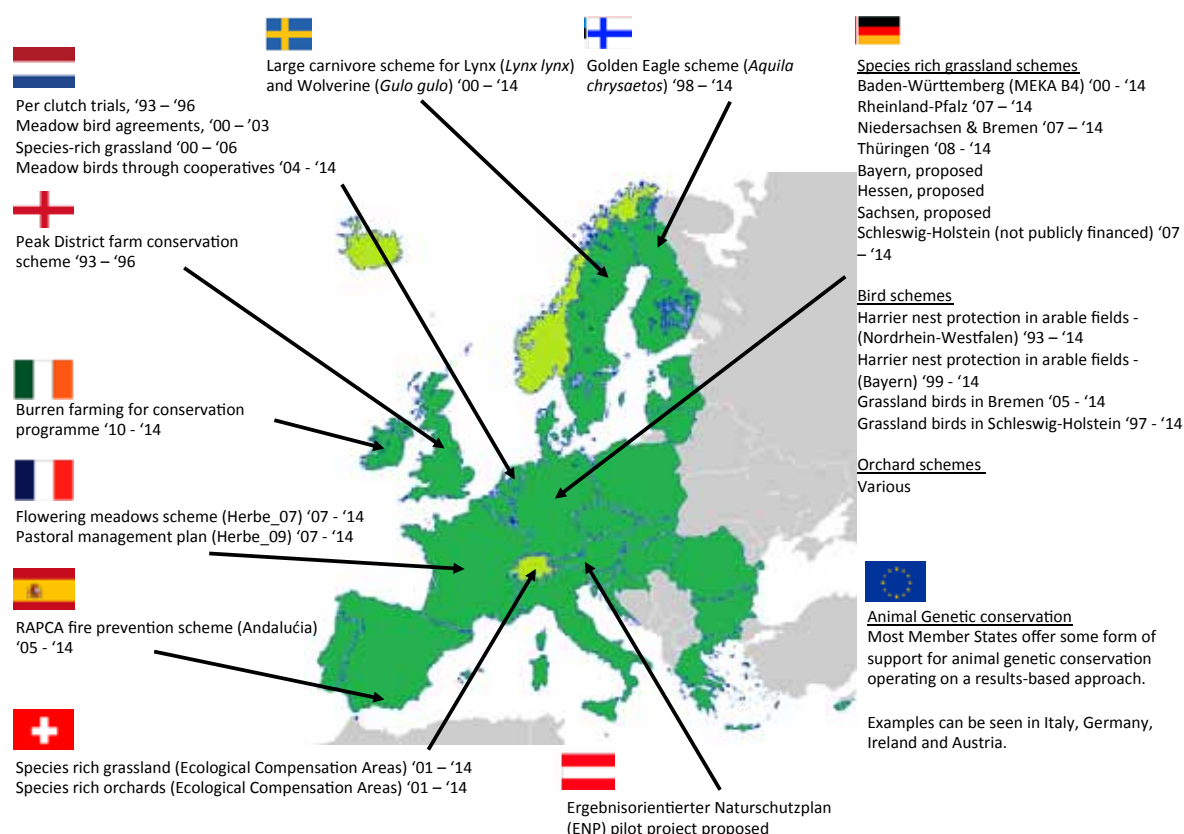 Per clutch trials, ‘93 – ‘96
Meadow bird agreements, ‘00 – ’03
Species-rich grassland ‘00 – ‘06
Meadow birds through cooperatives ‘04 - ‘14
Peak District farm conservation
scheme ‘93 – ‘96
Burren farming for conservation
programme ‘10 - ‘14
Flowering meadows scheme (Herbe_07) ‘07 - ‘14
Pastoral management plan (Herbe_09) ‘07 - ‘14
RAPCA fire prevention scheme (Andalućia)
‘05 - ‘14
Species rich grassland (Ecological Compensation Areas) ‘01 – ‘14
Species rich orchards (Ecological Compensation Areas) ‘01 – ‘14
Large carnivore scheme for Lynx (Lynx lynx)
and Wolverine (Gulo gulo) ‘00 – ‘14
Golden Eagle scheme (Aquila
chrysaetos) ‘98 – ‘14
Ergebnisorientierter Naturschutzplan
(ENP) pilot project proposed
Species rich grassland schemes
Baden-Württemberg (MEKA B4) ‘00 - ‘14
Rheinland-Pfalz ‘07 – ‘14
Niedersachsen & Bremen ‘07 – ‘14
Thüringen ‘08 - ‘14
Bayern, proposed
Hessen, proposed
Sachsen, proposed
Schleswig-Holstein (not publicly financed) ‘07
– ‘14
Bird schemes
Harrier nest protection in arable fields -
(Nordrhein-Westfalen) ‘93 – ‘14
Harrier nest protection in arable fields -
(Bayern) ‘99 - ‘14
Grassland birds in Bremen ‘05 - ‘14
Grassland birds in Schleswig-Holstein ‘97 - ‘14
Orchard schemes
Various
Animal Genetic conservation
Most Member States offer some form of
support for animal genetic conservation
operating on a results-based approach.
Examples can be seen in Italy, Germany,
Ireland and Austria.